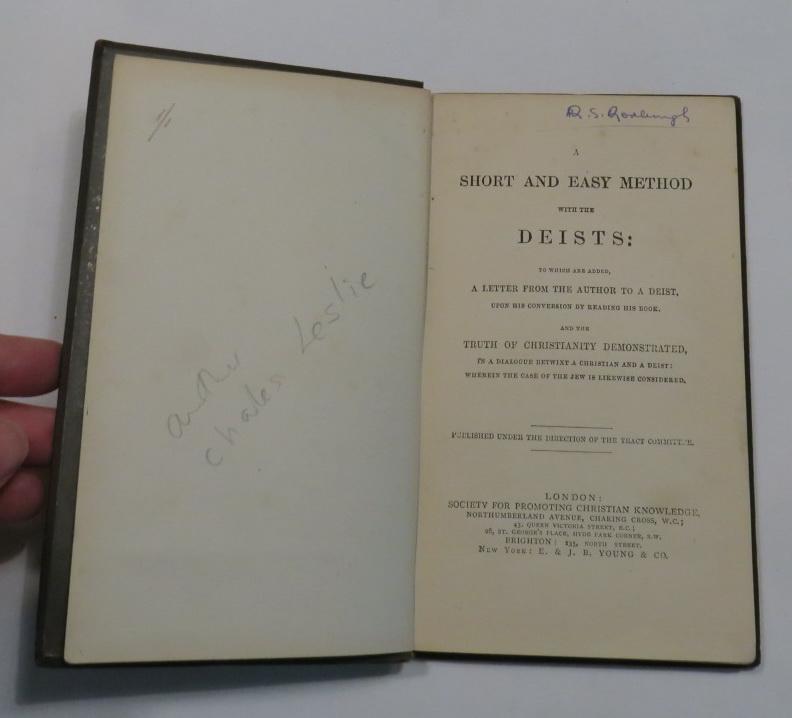 1/1
author
Charles Leslie
A
SHORT AND EASY METHOD
WITH THE
DEISTS:
TO WHICH ARE ADDED,
A LETTER FROM THE AUTHOR TO A DEIST,
UPON HIS CONVERSION BY READING HIS BOOK.
AND THE
TRUTH OF CHRISTIANITY DEMONSTRATED,
IN A DIALOGUE BETWIXT A CHRISTIAN AND A DEIST:
WHEREIN THE CASE OF THE JEW IS LIKEWISE CONSIDERED.
PUBLISHED UNDER THE DIRECTION OF THE TRACT COMMITTEE.
LONDON:
SOCIETY FOR PROMOTING CHRISTIAN KNOWLEDGE,
NORTHUMBERLAND AVENUE, CHARING CROSS, W.C.;
43, QUEEN VICTORIA STREET, E.C.;
26, ST. GEORGE'S PLACE, HYDE PARK CORNER, S.W.
BRIGHTON: 135, NORTH STREET.
NEW YORK: E. & J. B. YOUNG & CO.